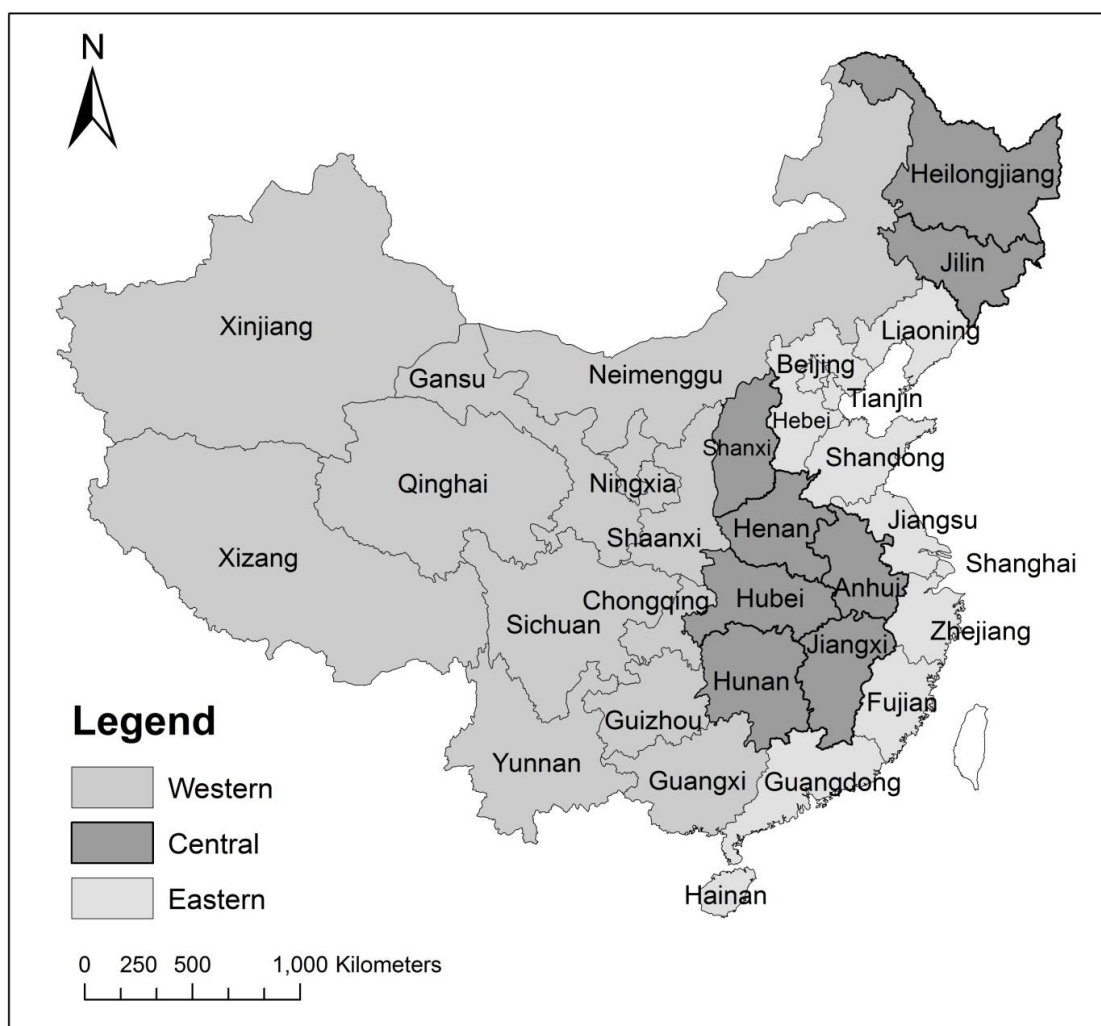 N
Heilongjiang
Jilin
Xinjiang
Liaoning
Beijing
Gansu
Neimenggu
Tianjin
Hebei
Shanxi
Shandong
Qinghai
Ningxia
Jiangsu
Henan
Shaanxi
Xizang
Shanghai
Anhui
Chongqing
Hubei
Sichuan
Zhejiang
Jiangxi
Hunan
Fujian
Guizhou
Yunnan
Guangxi
Guangdong
Hainan
Legend
Western
Central
Eastern
0 250 500 1,000 Kilometers